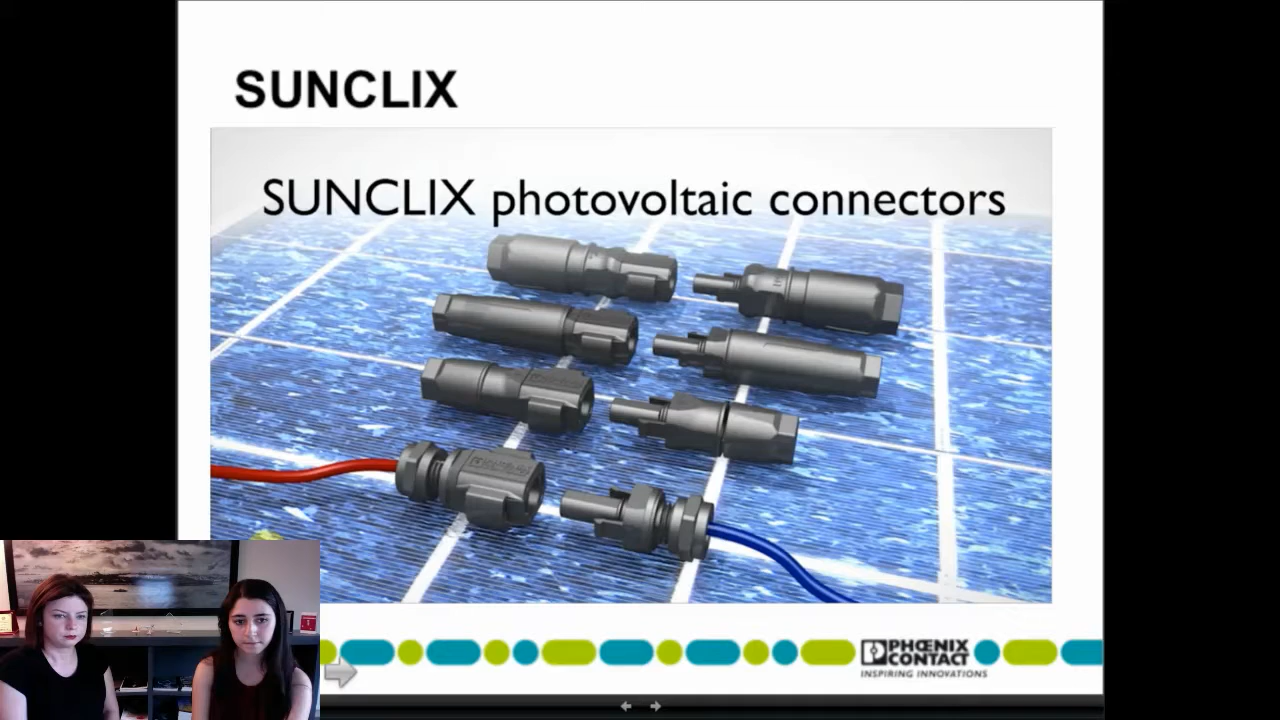 SUNCLIX
SUNCLIX photovoltaic connectors
PHŒNIX
CONTACT
INSPIRING INNOVATIONS